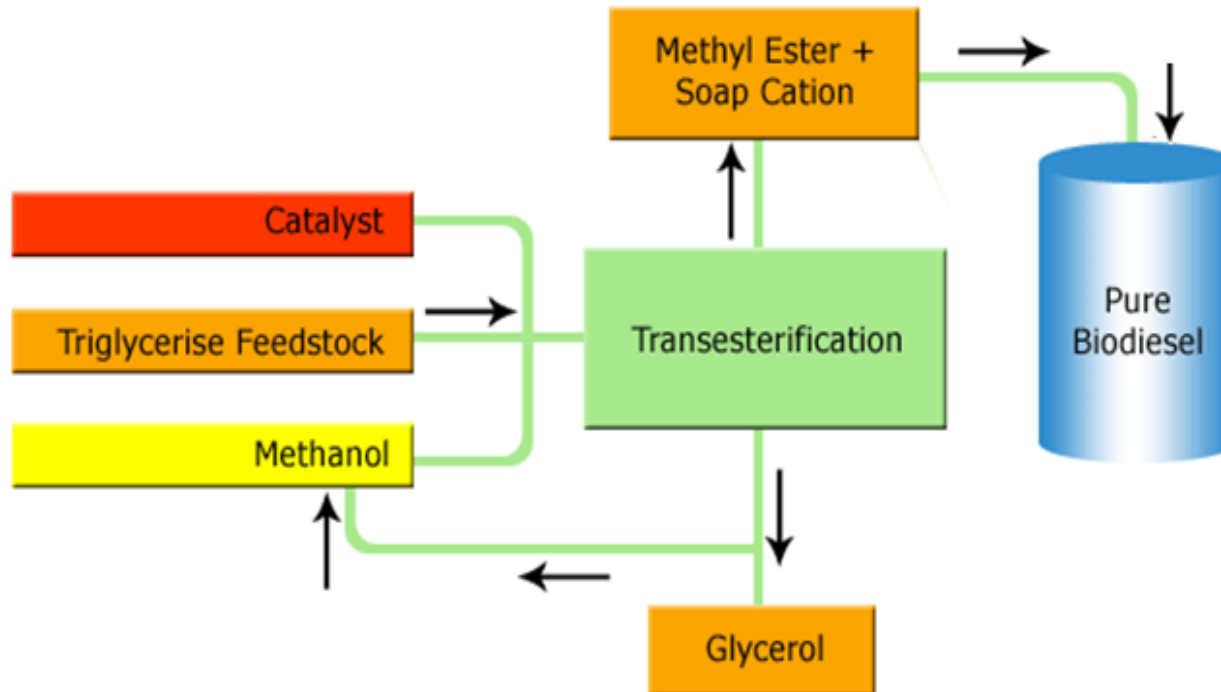 Methyl Ester +
Soap Cation
Catalyst
Triglycerise Feedstock
Methanol
Transesterification
Pure
Biodiesel
Glycerol